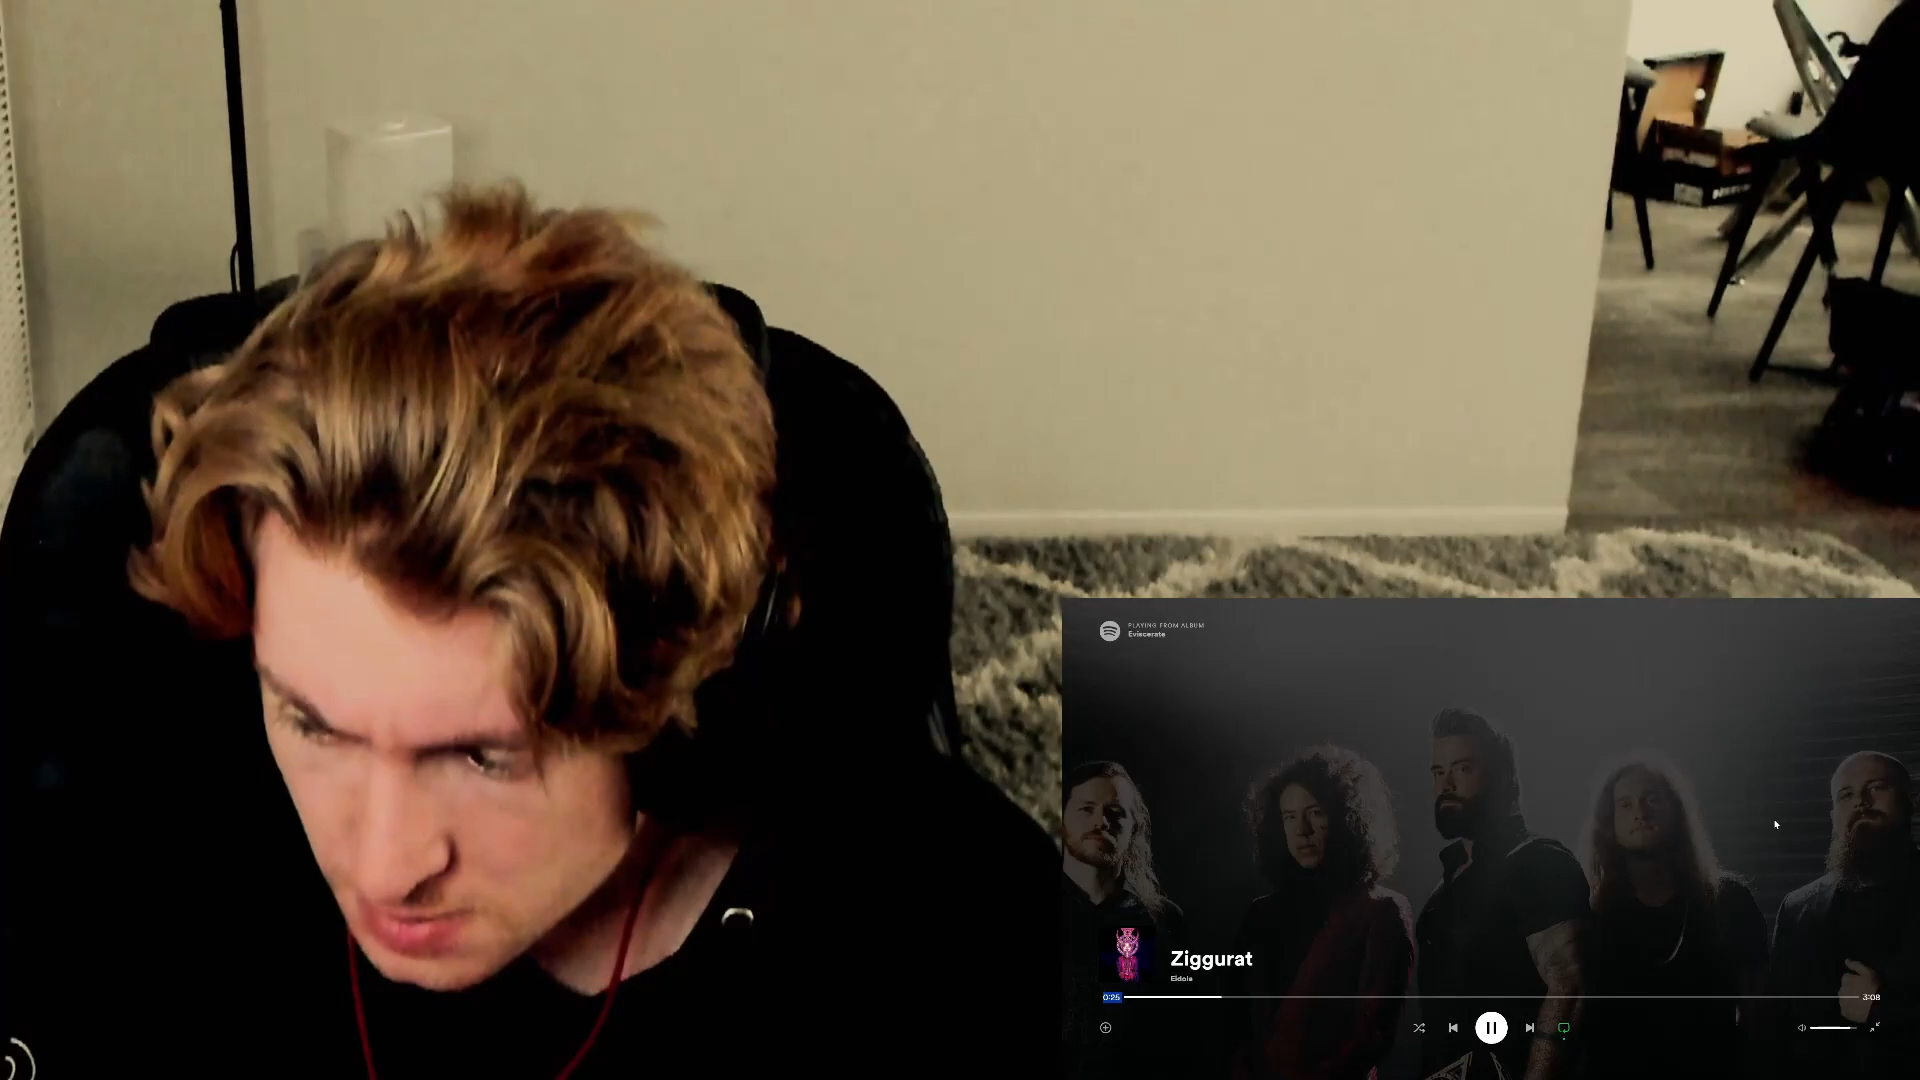 PLAYING FROM ALBUM
Eviscerate
Ziggurat
Eidola
0:25
3:08